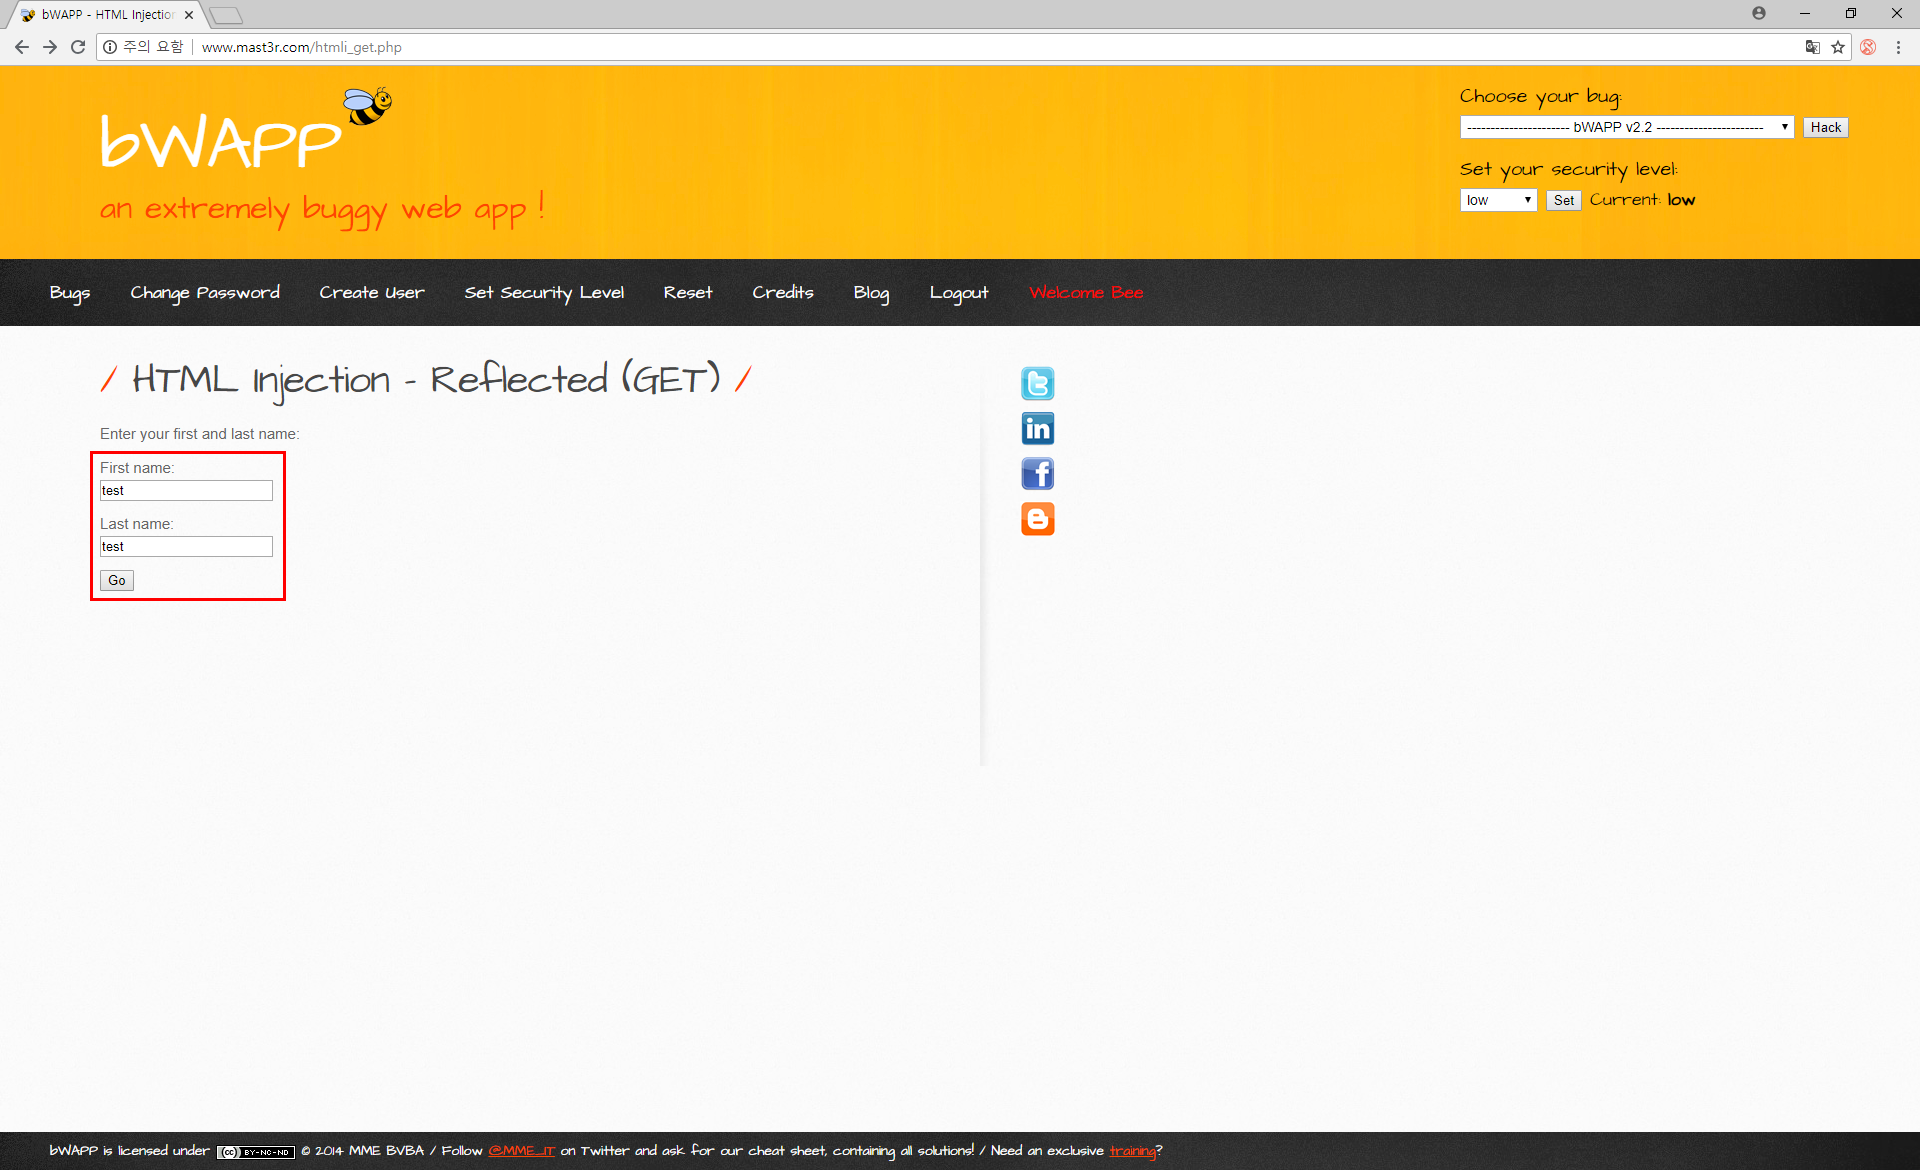 bWAPP - HTML Injection
주의 요함 www.mast3r.com/htmli_get.php
bWAPP
an extremely buggy web app !
Choose your bug:
---------------------- bWAPP v2.2 ----------------------- Hack
Set your security level:
low Set Current: low
Bugs Change Password Create User Set Security Level Reset Credits Blog Logout Welcome Bee
/ HTML Injection - Reflected (GET) /
Enter your first and last name:
First name:
test
Last name:
test
Go
bWAPP is licensed under (cc) BY-NC-ND © 2014 MME BVBA / Follow @MME_IT on Twitter and ask for our cheat sheet, containing all solutions! / Need an exclusive training?